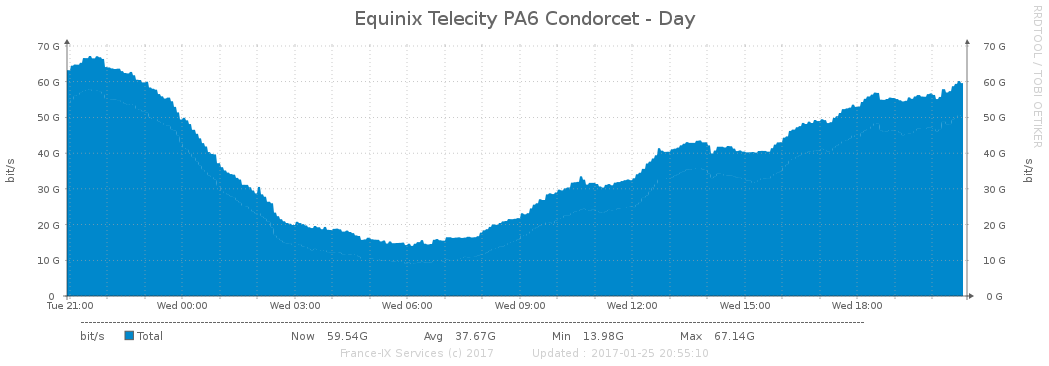 Equinix Telecity PA6 Condorcet - Day
RRDTOOL / TOBI OETIKER
70 G 70 G
60 G 60 G
50 G 50 G
40 G 40 G
30 G 30 G
20 G 20 G
10 G 10 G
0 0 G
bit/s bit/s
Tue 21:00 Wed 00:00 Wed 03:00 Wed 06:00 Wed 09:00 Wed 12:00 Wed 15:00 Wed 18:00
bit/s Total Now 59.54G Avg 37.67G Min 13.98G Max 67.14G
France-IX Services (c) 2017 Updated : 2017-01-25 20:55:10